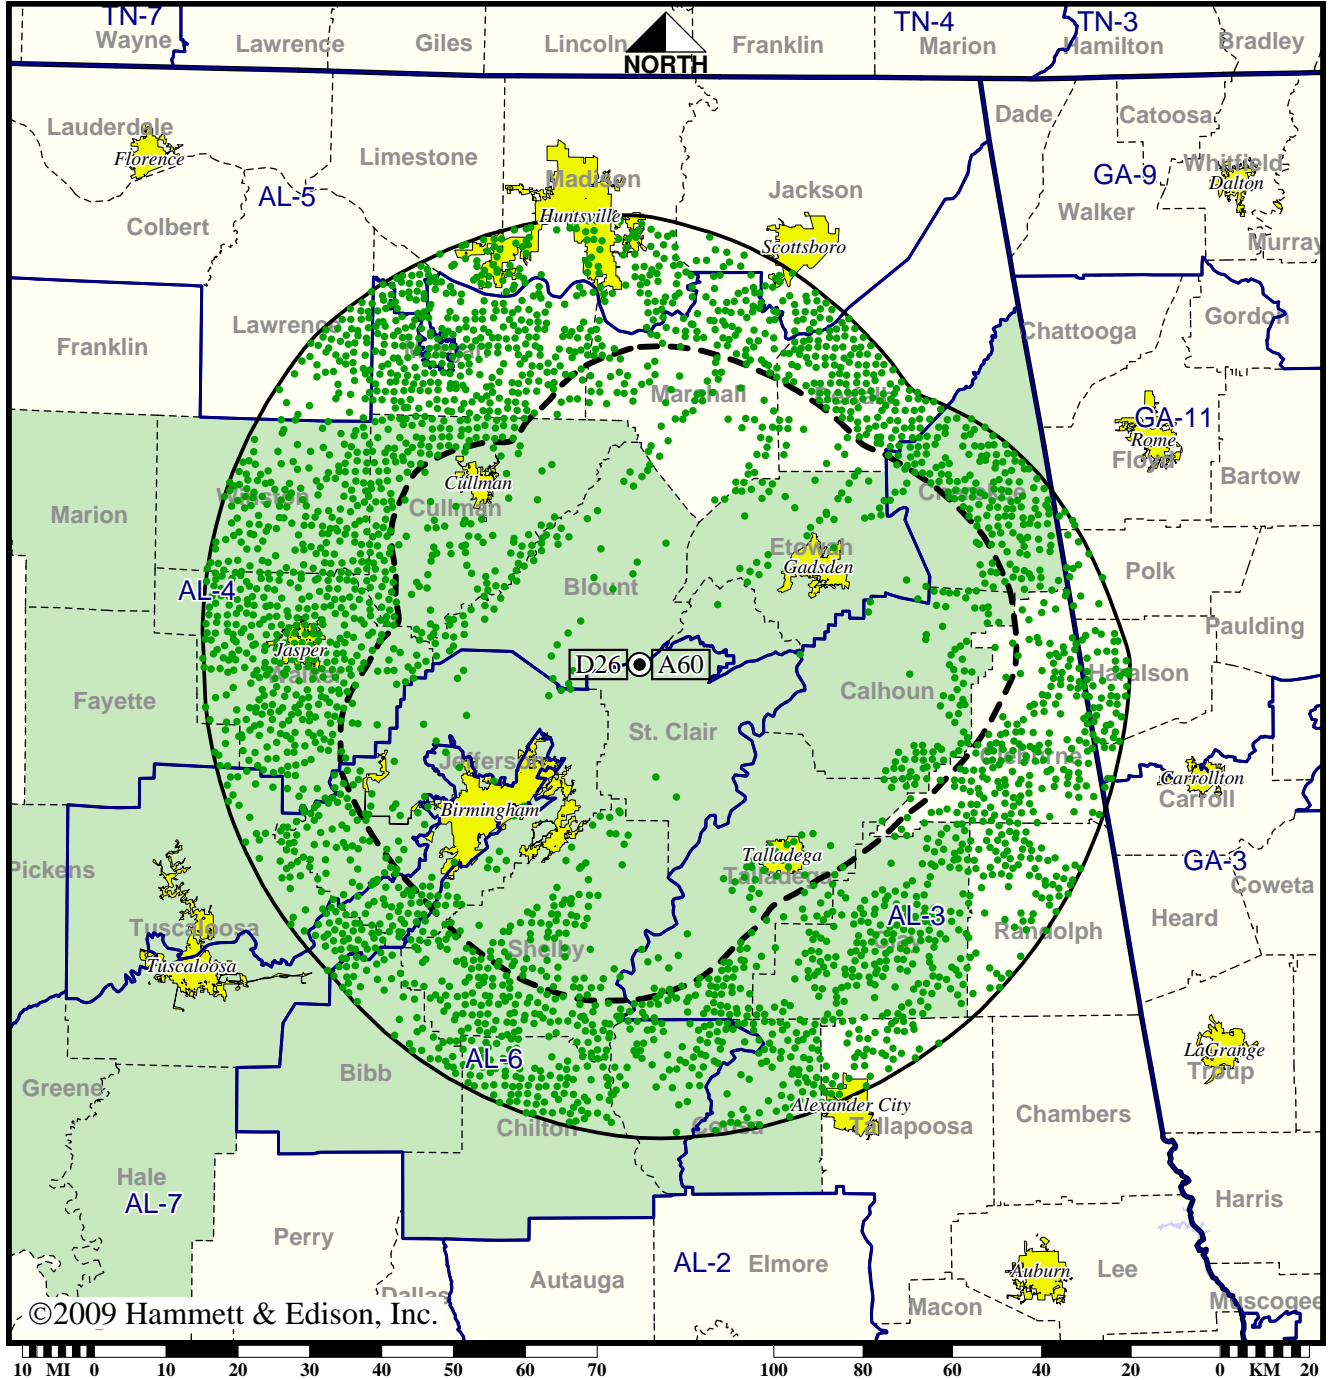 TN-7
TN-4
TN-3
Wayne
Lawrence
Giles
Lincoln
Franklin
Marion
Hamilton
Bradley
NORTH
Lauderdale
Florence
Limestone
Madison
Jackson
Dade
Catoosa
Whitfield
Dalton
AL-5
GA-9
Colbert
Huntsville
Scottsboro
Walker
Murray
Lawrence
Franklin
Chattooga
Gordon
Marshall
GA-11
Rome
Floyd
Bartow
Cullman
Cullman
Marion
Etowah
Gadsden
Polk
AL-4
Blount
Paulding
Jasper
D26
A60
Haralson
Fayette
Calhoun
St. Clair
Jefferson
Cleburne
Birmingham
Carrollton
Carroll
Talladega
Talladega
Pickens
GA-3
Coweta
AL-3
Heard
Tuscaloosa
Tuscaloosa
Shelby
Clay
Randolph
AL-6
Bibb
LaGrange
Troup
Greene
Alexander City
Chambers
Chilton
Coosa
Tallapoosa
Hale
AL-7
Harris
Perry
AL-2
Elmore
Autauga
Auburn
Lee
Dallas
Macon
Muscogee
©2009 Hammett & Edison, Inc.
10 MI 0 10 20 30 40 50 60 70 100 80 60 40 20 0 KM 20